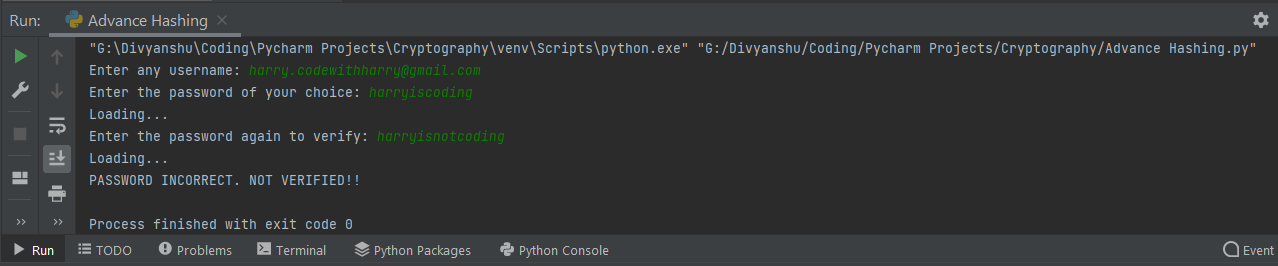 Run: Advance Hashing ×
"G:\Divyanshu\Coding\Pycharm Projects\Cryptography\venv\Scripts\python.exe" "G:/Divyanshu/Coding/Pycharm Projects/Cryptography/Advance Hashing.py"
Enter any username: harry.codewithharry@gmail.com
Enter the password of your choice: harryiscoding
Loading...
Enter the password again to verify: harryisnotcoding
Loading...
PASSWORD INCORRECT. NOT VERIFIED!!
Process finished with exit code 0
Run TODO Problems Terminal Python Packages Python Console Event